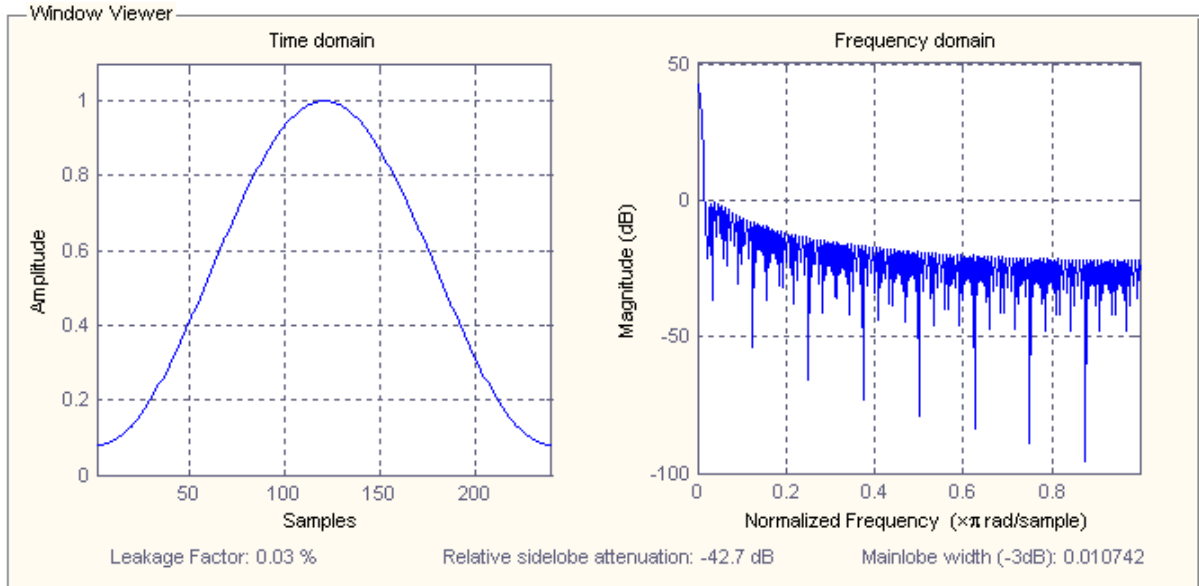 Window Viewer
Time domain
Amplitude
1
0.8
0.6
0.4
0.2
0
50
100
150
200
Samples
Frequency domain
Magnitude (dB)
50
0
-50
-100
0
0.2
0.4
0.6
0.8
Normalized Frequency (×π rad/sample)
Leakage Factor: 0.03 %
Relative sidelobe attenuation: -42.7 dB
Mainlobe width (-3dB): 0.010742